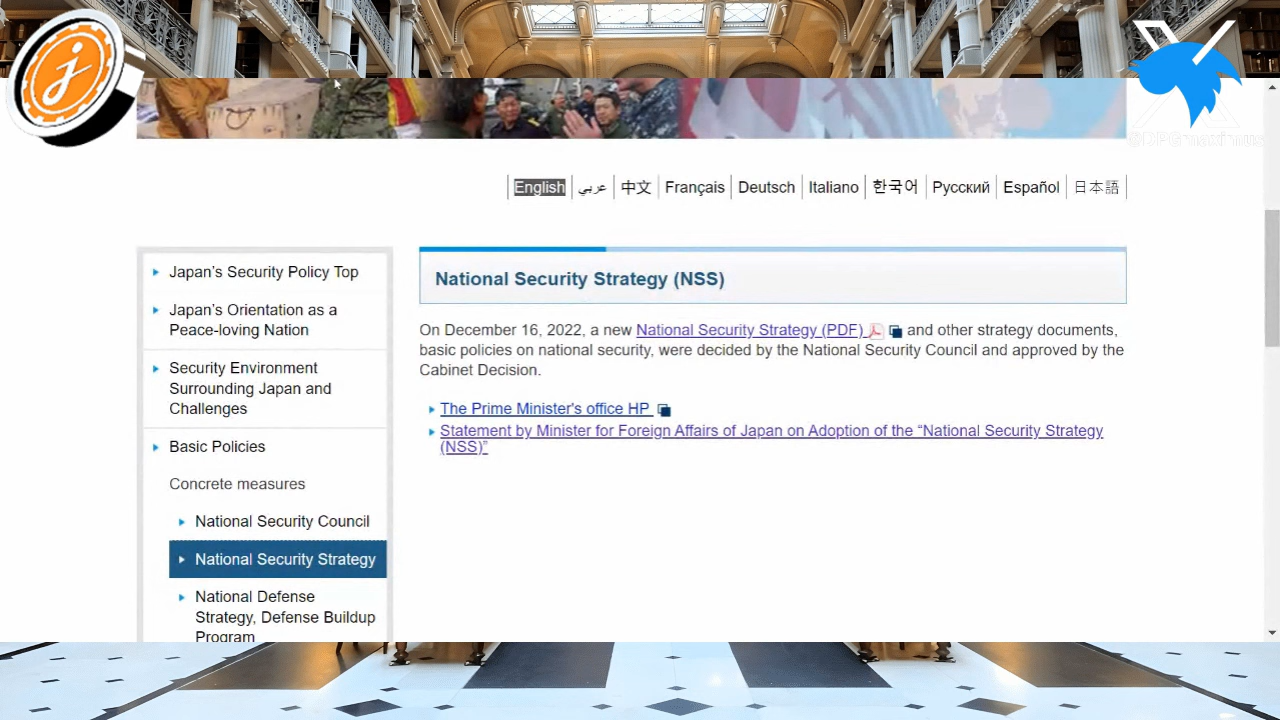 English | عربي | 中文 | Français | Deutsch | Italiano | 한국어 | Русский | Español | 日本語
Japan's Security Policy Top
Japan's Orientation as a
Peace-loving Nation
Security Environment
Surrounding Japan and
Challenges
Basic Policies
Concrete measures
National Security Council
National Security Strategy
National Defense
Strategy, Defense Buildup
Program
National Security Strategy (NSS)
On December 16, 2022, a new National Security Strategy (PDF) and other strategy documents,
basic policies on national security, were decided by the National Security Council and approved by the
Cabinet Decision.
The Prime Minister's office HP
Statement by Minister for Foreign Affairs of Japan on Adoption of the “National Security Strategy
(NSS)”